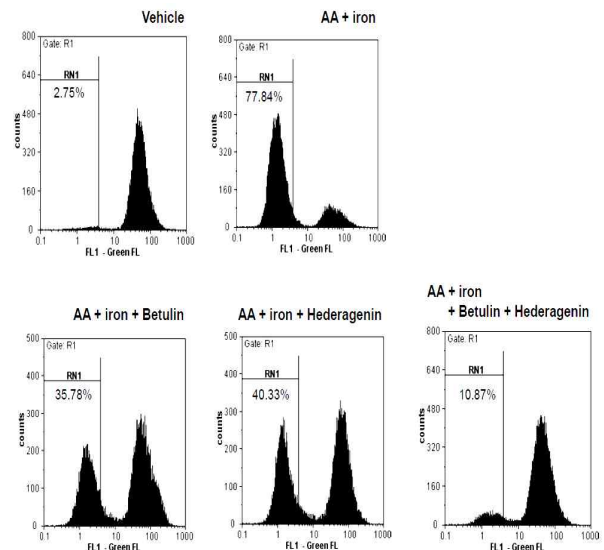 Vehicle
800
640
480
320
160
0
counts
Gate: R1
RN1
2.75%
0.1 1 10 100 1000
FL1 - Green FL
AA + iron
800
640
480
320
160
0
counts
Gate: R1
RN1
77.84%
0.1 1 10 100 1000
FL1 - Green FL
AA + iron + Betulin
500
400
300
200
100
0
counts
Gate: R1
RN1
35.78%
0.1 1 10 100 1000
FL1 - Green FL
AA + iron + Hederagenin
500
400
300
200
100
0
counts
Gate: R1
RN1
40.33%
0.1 1 10 100 1000
FL1 - Green FL
AA + iron
+ Betulin + Hederagenin
800
640
480
320
160
0
counts
Gate: R1
RN1
10.87%
0.1 1 10 100 1000
FL1 - Green FL